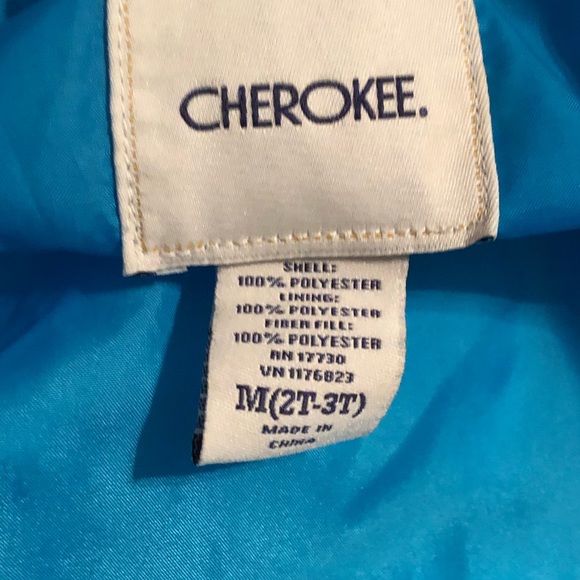 CHEROKEE.
SHELL:
100% POLYESTER
LINING:
100% POLYESTER
FIBER FILL:
100% POLYESTER
RN 17730
VN 1176823
M(2T-3T)
MADE IN
CHINA